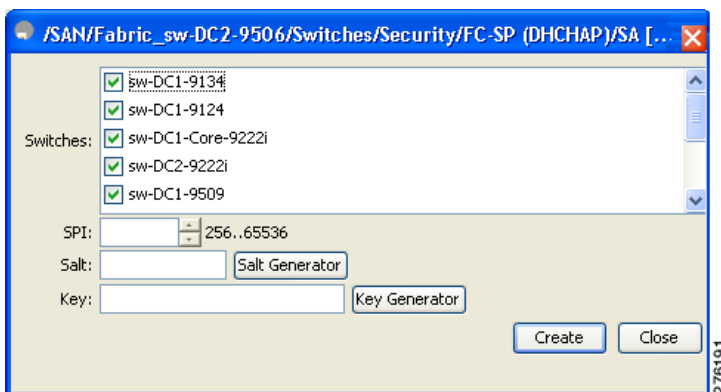 /SAN/Fabric_sw-DC2-9506/Switches/Security/FC-SP (DHCHAP)/SA [...
Switches:
sw-DC1-9134
sw-DC1-9124
sw-DC1-Core-9222i
sw-DC2-9222i
sw-DC1-9509
SPI: 256..65536
Salt: Salt Generator
Key: Key Generator
Create Close
276191